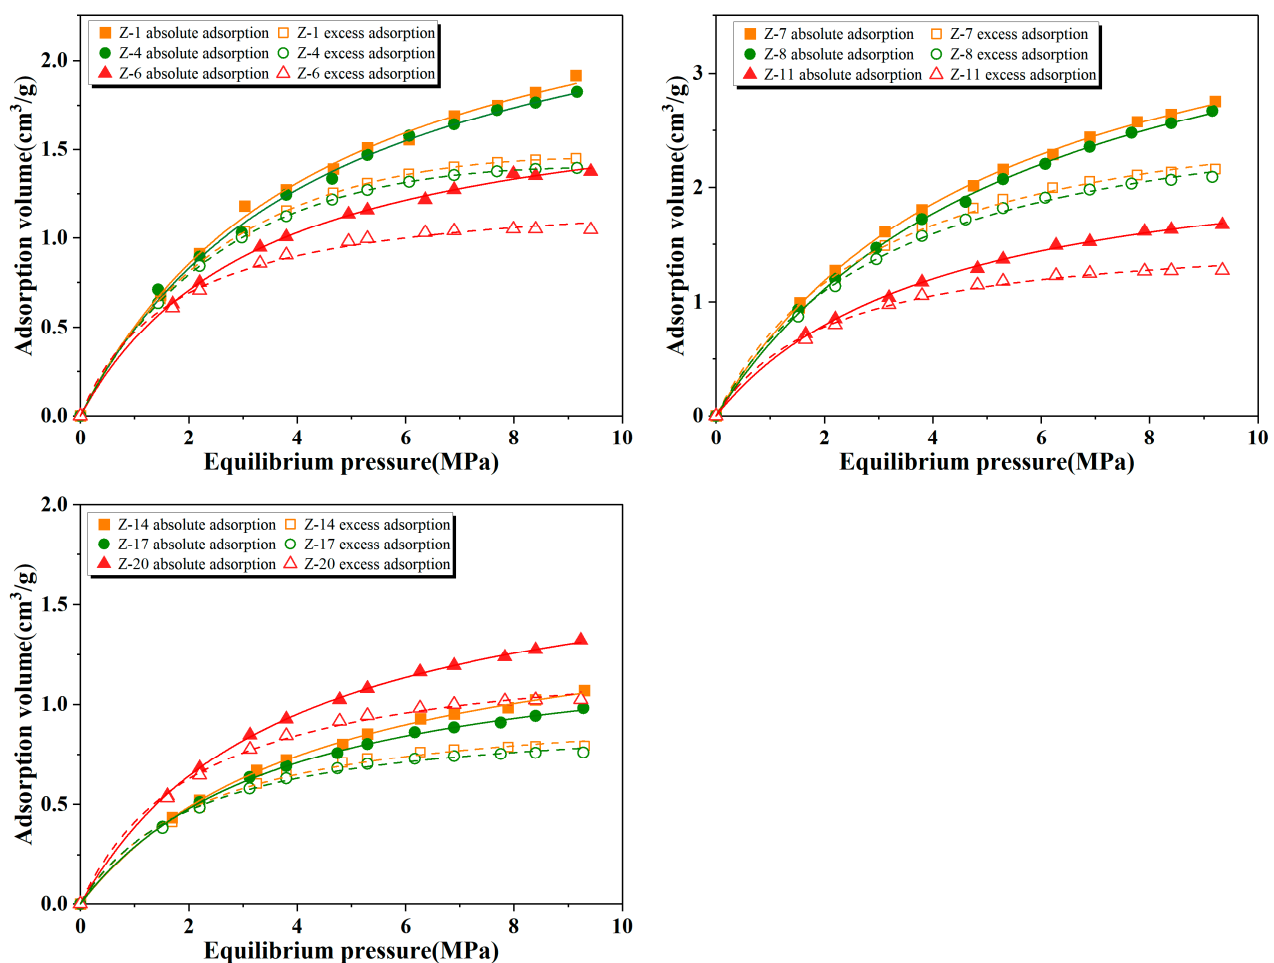 Z-1 absolute adsorption Z-1 excess adsorption
Z-4 absolute adsorption Z-4 excess adsorption
Z-6 absolute adsorption Z-6 excess adsorption
Adsorption volume(cm³/g)
2.0
1.5
1.0
0.5
0.0
0 2 4 6 8 10
Equilibrium pressure(MPa)
Z-7 absolute adsorption Z-7 excess adsorption
Z-8 absolute adsorption Z-8 excess adsorption
Z-11 absolute adsorption Z-11 excess adsorption
Adsorption volume(cm³/g)
3
2
1
0
0 2 4 6 8 10
Equilibrium pressure(MPa)
Z-14 absolute adsorption Z-14 excess adsorption
Z-17 absolute adsorption Z-17 excess adsorption
Z-20 absolute adsorption Z-20 excess adsorption
Adsorption volume(cm³/g)
2.0
1.5
1.0
0.5
0.0
0 2 4 6 8 10
Equilibrium pressure(MPa)